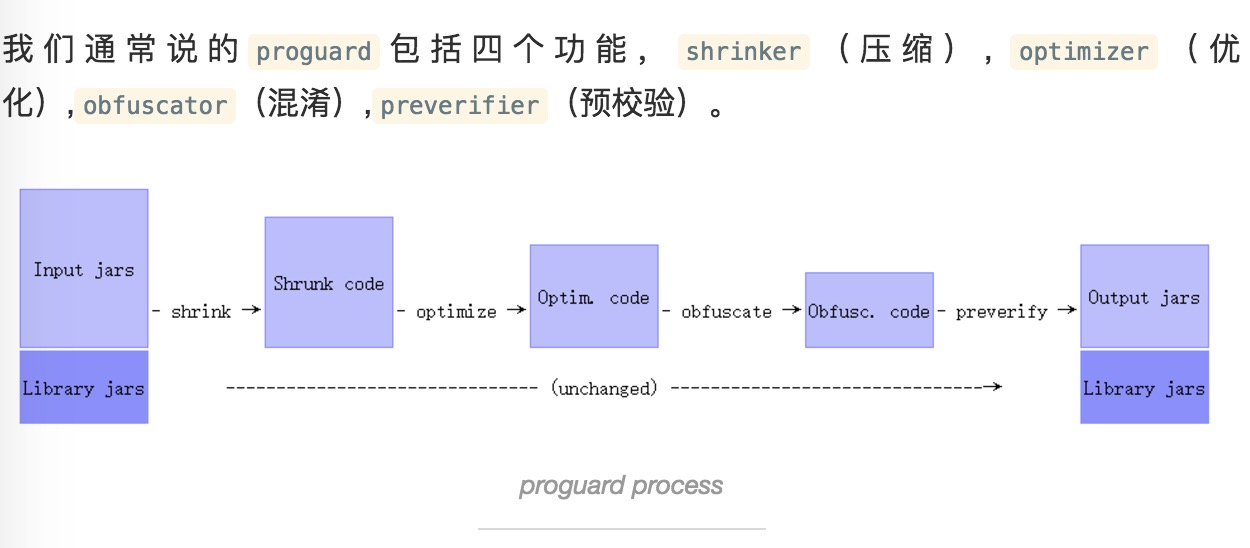 我们通常说的 proguard 包括四个功能， shrinker （压缩），optimizer （优
化）,obfuscator（混淆）,preverifier（预校验）。
Input jars
- shrink →
Shrunk code
- optimize →
Optim. code
- obfuscate →
Obfusc. code
- preverify →
Output jars
Library jars
(unchanged)
Library jars
proguard process